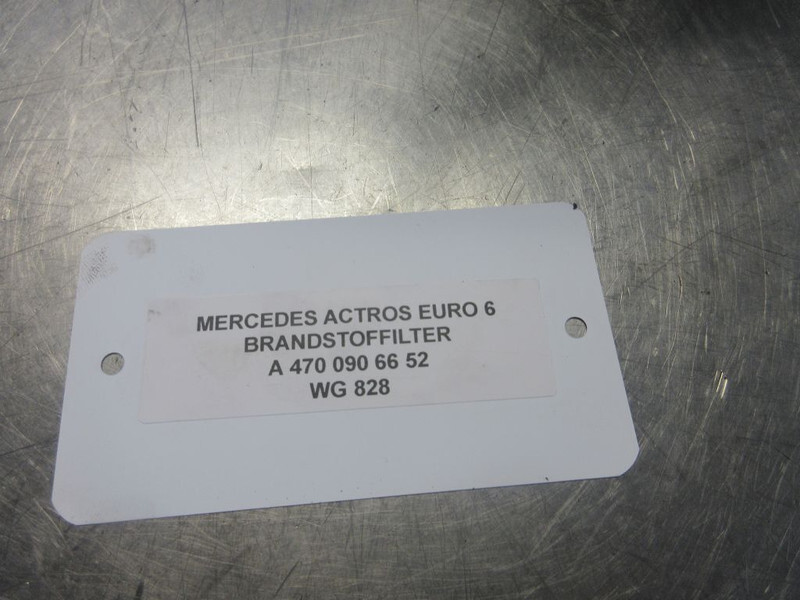 MERCEDES ACTROS EURO 6
BRANDSTOFFILTER
A 470 090 66 52
WG 828